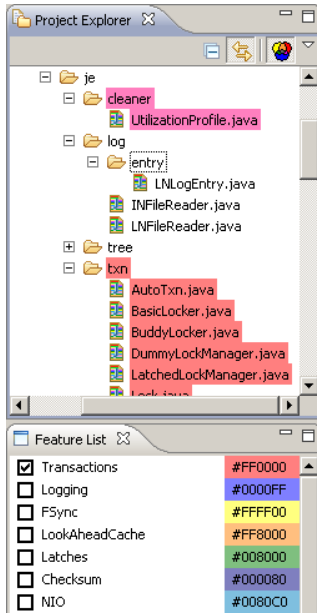 Project Explorer
je
cleaner
UtilizationProfile.java
log
entry
LNLogEntry.java
INFileReader.java
LNFileReader.java
tree
txn
AutoTxn.java
BasicLocker.java
BuddyLocker.java
DummyLockManager.java
LatchedLockManager.java
Lock.java
Feature List
Transactions #FF0000
Logging #0000FF
FSync #FFFF00
LookAheadCache #FF8000
Latches #008000
Checksum #000080
NIO #0080C0